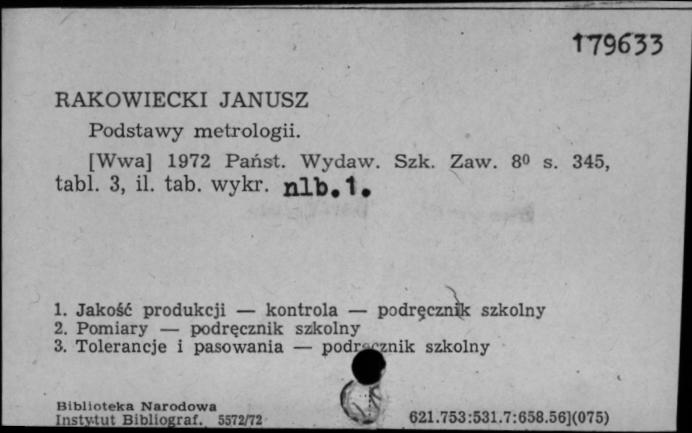 179633
RAKOWIECKI JANUSZ
Podstawy metrologii.
[Wwa] 1972 Państ. Wydaw. Szk. Zaw. 8⁰ s. 345,
tabl. 3, il. tab. wykr. nlb.1.
1. Jakość produkcji — kontrola — podręcznik szkolny
2. Pomiary — podręcznik szkolny
3. Tolerancje i pasowania — podręcznik szkolny
Biblioteka Narodowa
Instytut Bibliograf. 5572/72 621.753:531.7:658.56](075)